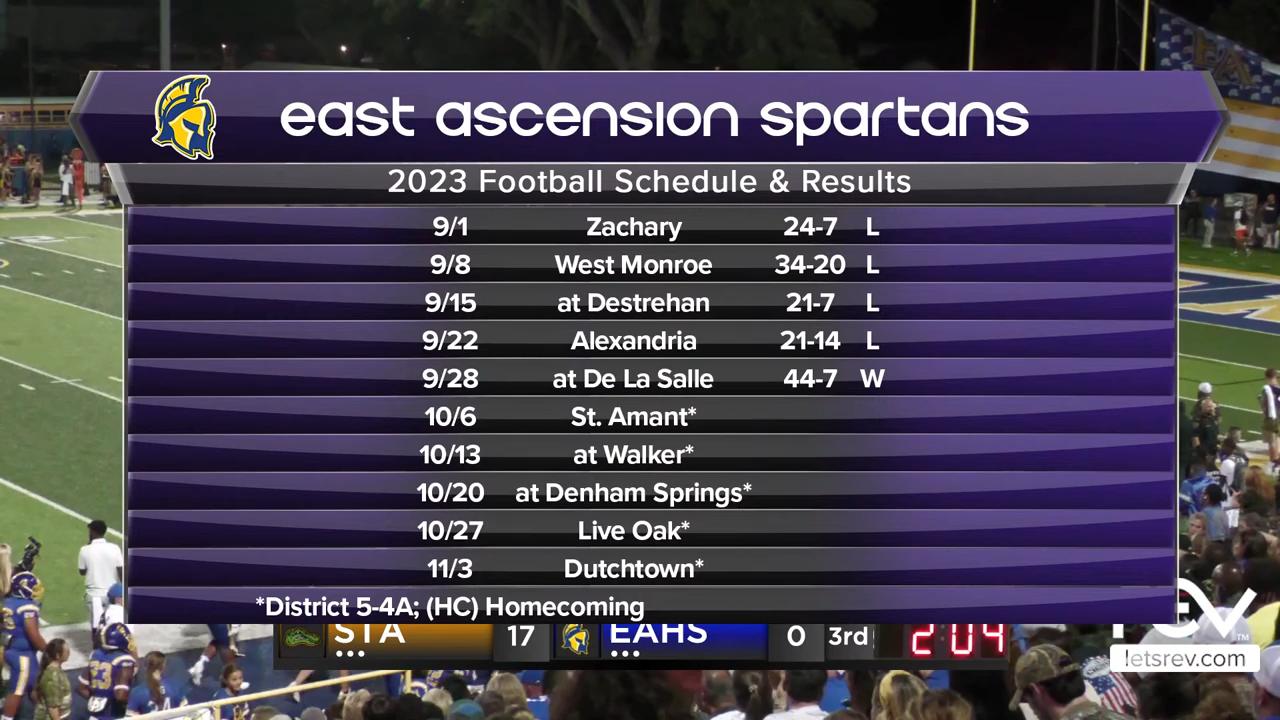 east ascension spartans
2023 Football Schedule & Results
9/1 Zachary 24-7 L
9/8 West Monroe 34-20 L
9/15 at Destrehan 21-7 L
9/22 Alexandria 21-14 L
9/28 at De La Salle 44-7 W
10/6 St. Amant*
10/13 at Walker*
10/20 at Denham Springs*
10/27 Live Oak*
11/3 Dutchtown*
*District 5-4A; (HC) Homecoming
STA 17 EAHS 0 3rd 2:04
rev™
letsrev.com